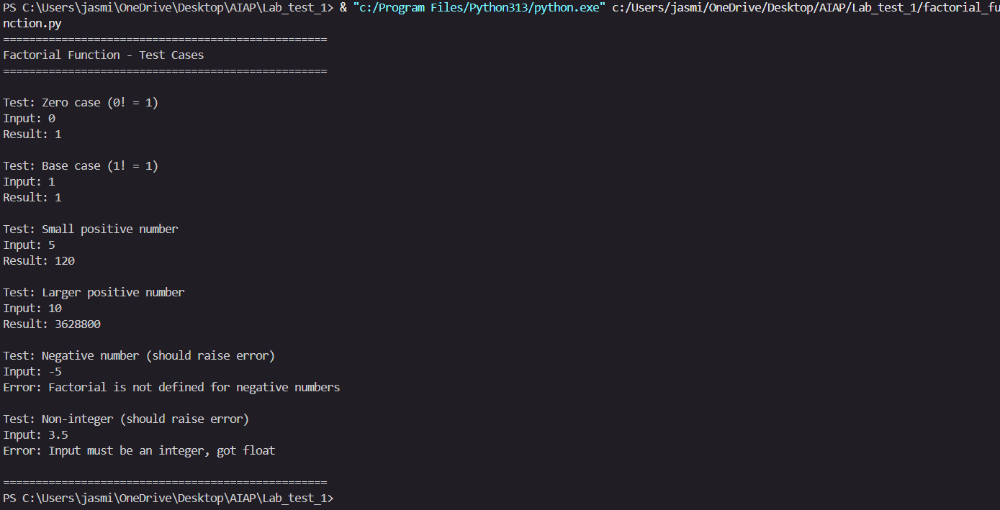 PS C:\Users\jasmi\OneDrive\Desktop\AIAP\Lab_test_1> & "c:/Program Files/Python313/python.exe" c:/Users/jasmi/OneDrive/Desktop/AIAP/Lab_test_1/factorial_fu
nction.py
==================================================
Factorial Function - Test Cases
==================================================

Test: Zero case (0! = 1)
Input: 0
Result: 1

Test: Base case (1! = 1)
Input: 1
Result: 1

Test: Small positive number
Input: 5
Result: 120

Test: Larger positive number
Input: 10
Result: 3628800

Test: Negative number (should raise error)
Input: -5
Error: Factorial is not defined for negative numbers

Test: Non-integer (should raise error)
Input: 3.5
Error: Input must be an integer, got float

==================================================
PS C:\Users\jasmi\OneDrive\Desktop\AIAP\Lab_test_1>